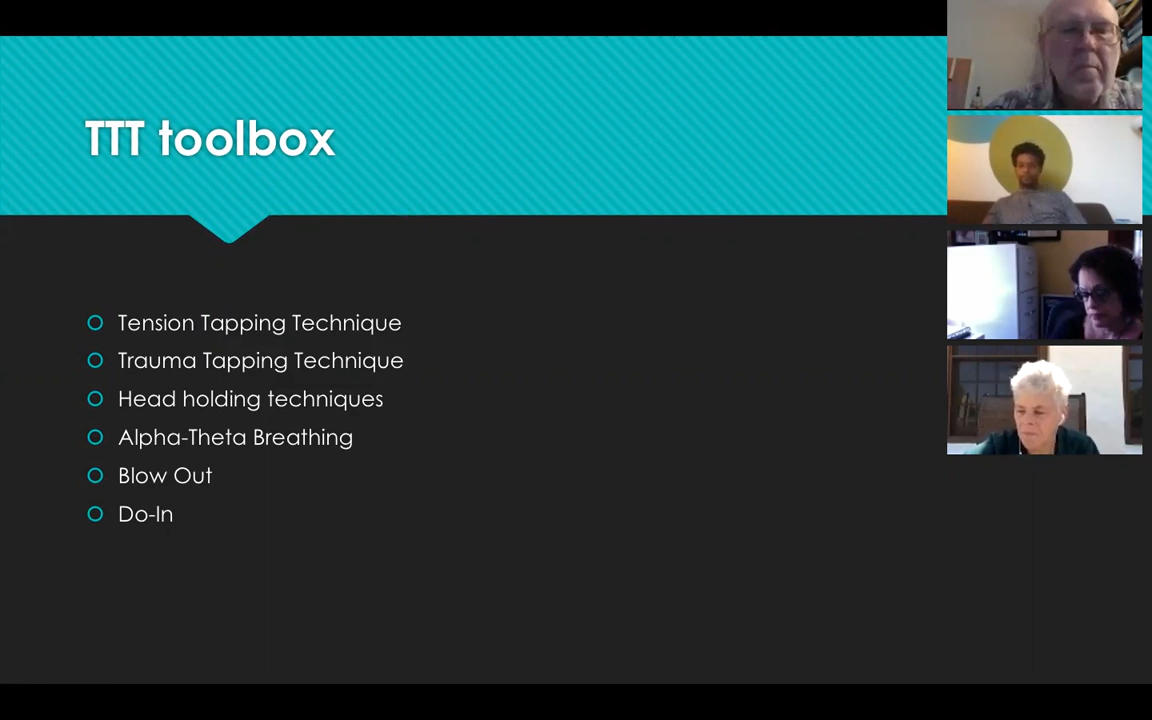 TTT toolbox
Tension Tapping Technique
Trauma Tapping Technique
Head holding techniques
Alpha-Theta Breathing
Blow Out
Do-In